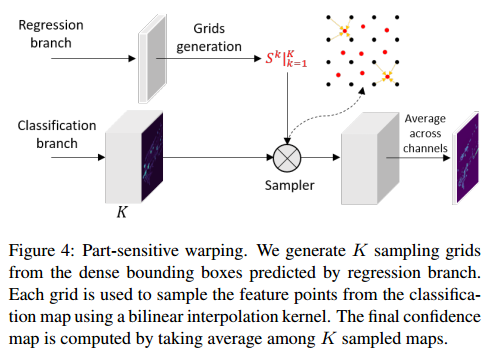 Regression
branch
Grids
generation
S^k|_{k=1}^K
Classification
branch
Average
across
channels
Sampler
K
Figure 4: Part-sensitive warping. We generate K sampling grids
from the dense bounding boxes predicted by regression branch.
Each grid is used to sample the feature points from the classifica-
tion map using a bilinear interpolation kernel. The final confidence
map is computed by taking average among K sampled maps.